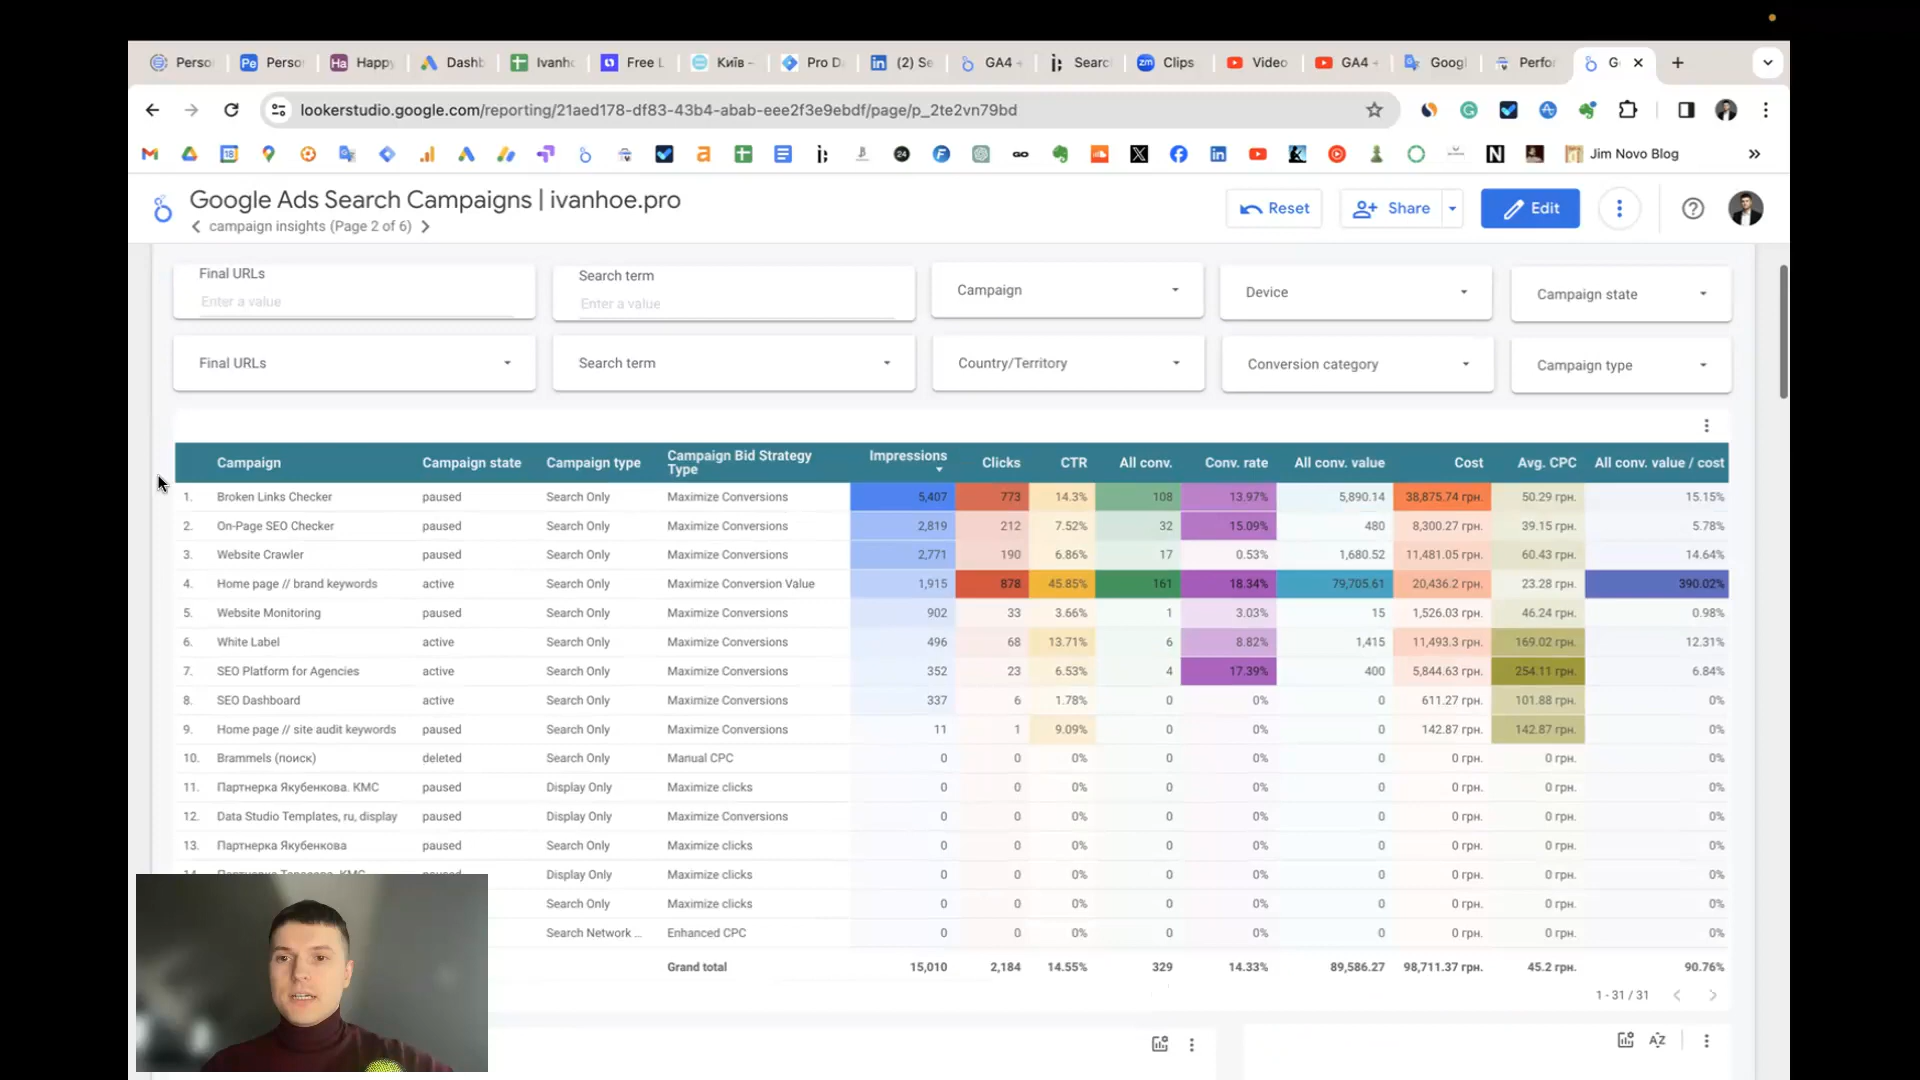 Perso
Perso
Happy
Dashb
Ivanho
Free L
Київ -
Pro D
(2) Se
GA4 -
Searc
Clips
Video
GA4 -
Googl
Perfor
G
lookerstudio.google.com/reporting/21aed178-df83-43b4-abab-eee2f3e9ebdf/page/p_2te2vn79bd
Jim Novo Blog
Google Ads Search Campaigns | ivanhoe.pro
campaign insights (Page 2 of 6)
Reset
Share
Edit
Final URLs
Enter a value
Search term
Enter a value
Campaign
Device
Campaign state
Final URLs
Search term
Country/Territory
Conversion category
Campaign type
Campaign Campaign state Campaign type Campaign Bid Strategy Type Impressions Clicks CTR All conv. Conv. rate All conv. value Cost Avg. CPC All conv. value / cost
1. Broken Links Checker paused Search Only Maximize Conversions 5,407 773 14.3% 108 13.97% 5,890.14 38,875.74 грн. 50.29 грн. 15.15%
2. On-Page SEO Checker paused Search Only Maximize Conversions 2,819 212 7.52% 32 15.09% 480 8,300.27 грн. 39.15 грн. 5.78%
3. Website Crawler paused Search Only Maximize Conversions 2,771 190 6.86% 17 0.53% 1,680.52 11,481.05 грн. 60.43 грн. 14.64%
4. Home page // brand keywords active Search Only Maximize Conversion Value 1,915 878 45.85% 161 18.34% 79,705.61 20,436.2 грн. 23.28 грн. 390.02%
5. Website Monitoring paused Search Only Maximize Conversions 902 33 3.66% 1 3.03% 15 1,526.03 грн. 46.24 грн. 0.98%
6. White Label active Search Only Maximize Conversions 496 68 13.71% 6 8.82% 1,415 11,493.3 грн. 169.02 грн. 12.31%
7. SEO Platform for Agencies active Search Only Maximize Conversions 352 23 6.53% 4 17.39% 400 5,844.63 грн. 254.11 грн. 6.84%
8. SEO Dashboard active Search Only Maximize Conversions 337 6 1.78% 0 0% 0 611.27 грн. 101.88 грн. 0%
9. Home page // site audit keywords paused Search Only Maximize Conversions 11 1 9.09% 0 0% 0 142.87 грн. 142.87 грн. 0%
10. Brammels (поиск) deleted Search Only Manual CPC 0 0 0% 0 0% 0 0 грн. 0 грн. 0%
11. Партнерка Якубенкова. КМС paused Display Only Maximize clicks 0 0 0% 0 0% 0 0 грн. 0 грн. 0%
12. Data Studio Templates, ru, display paused Display Only Maximize Conversions 0 0 0% 0 0% 0 0 грн. 0 грн. 0%
13. Партнерка Якубенкова paused Search Only Maximize clicks 0 0 0% 0 0% 0 0 грн. 0 грн. 0%
Display Only Maximize clicks 0 0 0% 0 0% 0 0 грн. 0 грн. 0%
Search Only Maximize clicks 0 0 0% 0 0% 0 0 грн. 0 грн. 0%
Search Network ... Enhanced CPC 0 0 0% 0 0% 0 0 грн. 0 грн. 0%
Grand total 15,010 2,184 14.55% 329 14.33% 89,586.27 98,711.37 грн. 45.2 грн. 90.76%
1 - 31 / 31